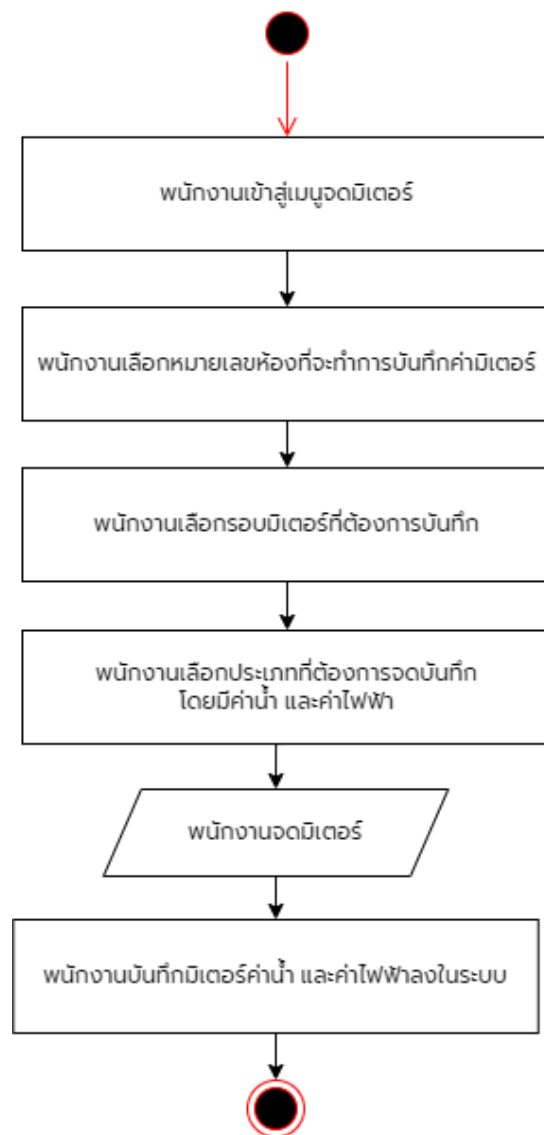 พนักงานเข้าสู่เมนูจดมิเตอร์
พนักงานเลือกหมายเลขห้องที่จะทำการบันทึกค่ามิเตอร์
พนักงานเลือกรอบมิเตอร์ที่ต้องการบันทึก
พนักงานเลือกประเภทที่ต้องการจดบันทึก
โดยมีค่าน้ำ และค่าไฟฟ้า
พนักงานจดมิเตอร์
พนักงานบันทึกมิเตอร์ค่าน้ำ และค่าไฟฟ้าลงในระบบ